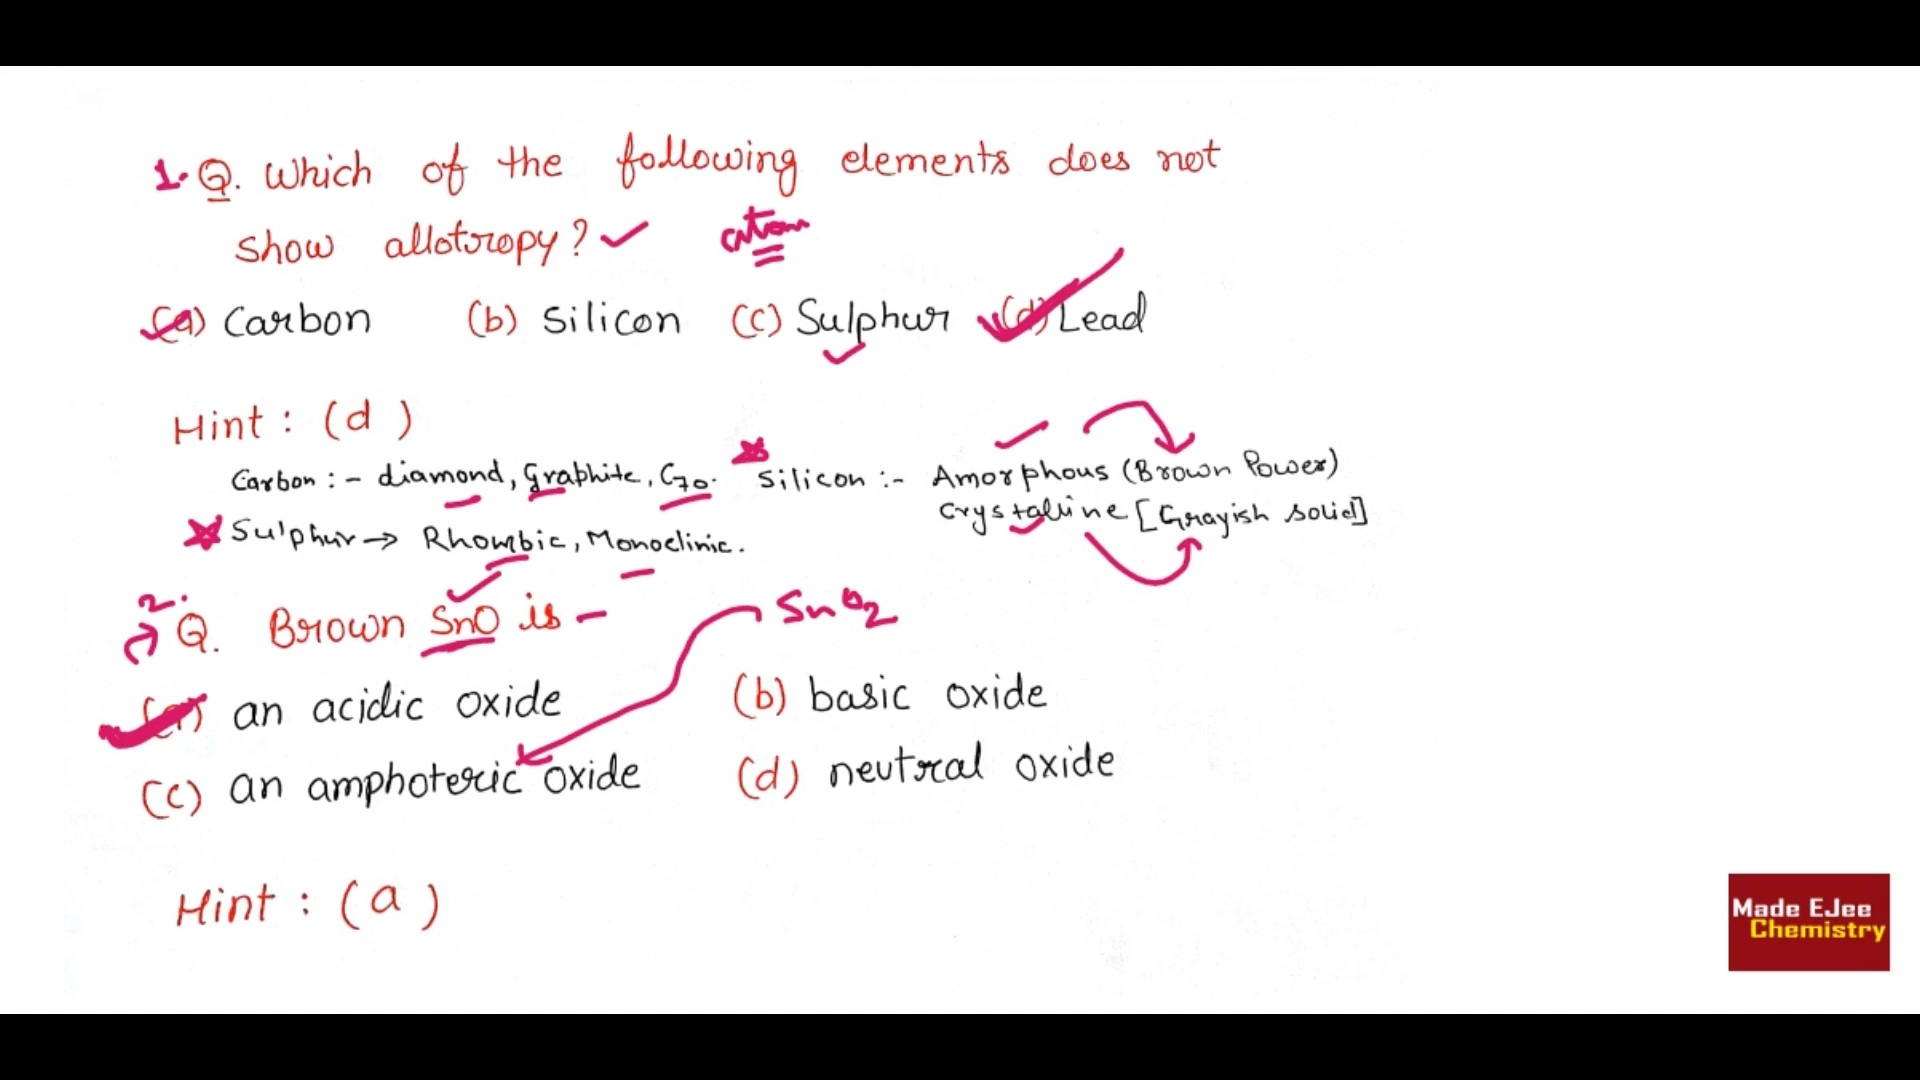 1. Q. Which of the following elements does not
show allotropy?
(a) Carbon (b) Silicon (c) Sulphur (d) Lead
Hint : (d)
Carbon :- diamond, Graphite, C70. Silicon :- Amorphous (Brown Power)
Crystalline [Grayish solid]
Sulphur → Rhombic, Monoclinic.
2. Q. Brown SnO is - SnO2
(a) an acidic oxide (b) basic oxide
(c) an amphoteric oxide (d) neutral oxide
Hint : (a)
Made EJee
Chemistry